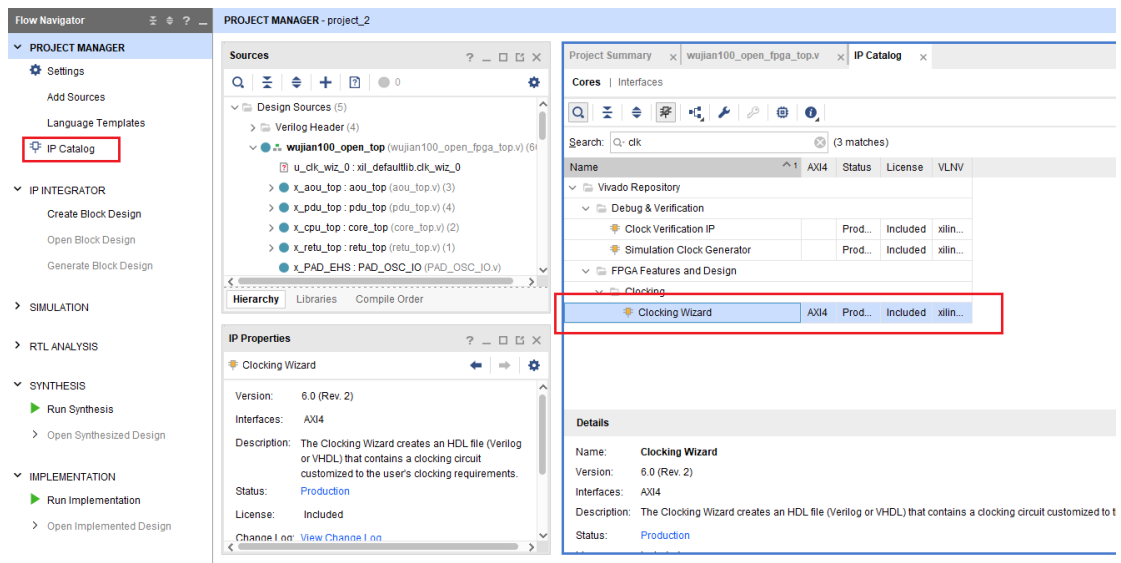 Flow Navigator
PROJECT MANAGER - project_2
PROJECT MANAGER
Settings
Add Sources
Language Templates
IP Catalog
IP INTEGRATOR
Create Block Design
Open Block Design
Generate Block Design
SIMULATION
RTL ANALYSIS
SYNTHESIS
Run Synthesis
Open Synthesized Design
IMPLEMENTATION
Run Implementation
Open Implemented Design
Sources
0
Design Sources (5)
Verilog Header (4)
wujian100_open_top (wujian100_open_fpga_top.v) (6
u_clk_wiz_0 : xil_defaultlib.clk_wiz_0
x_aou_top : aou_top (aou_top.v) (3)
x_pdu_top : pdu_top (pdu_top.v) (4)
x_cpu_top : core_top (core_top.v) (2)
x_retu_top : retu_top (retu_top.v) (1)
x_PAD_EHS : PAD_OSC_IO (PAD_OSC_IO.v)
Hierarchy Libraries Compile Order
IP Properties
Clocking Wizard
Version: 6.0 (Rev. 2)
Interfaces: AXI4
Description: The Clocking Wizard creates an HDL file (Verilog
or VHDL) that contains a clocking circuit
customized to the user's clocking requirements.
Status: Production
License: Included
Change Log: View Change Log
Project Summary wujian100_open_fpga_top.v IP Catalog
Cores | Interfaces
Search: clk (3 matches)
Name 1 AXI4 Status License VLNV
Vivado Repository
Debug & Verification
Clock Verification IP Prod... Included xilin...
Simulation Clock Generator Prod... Included xilin...
FPGA Features and Design
Clocking
Clocking Wizard AXI4 Prod... Included xilin...
Details
Name: Clocking Wizard
Version: 6.0 (Rev. 2)
Interfaces: AXI4
Description: The Clocking Wizard creates an HDL file (Verilog or VHDL) that contains a clocking circuit customized to t
Status: Production